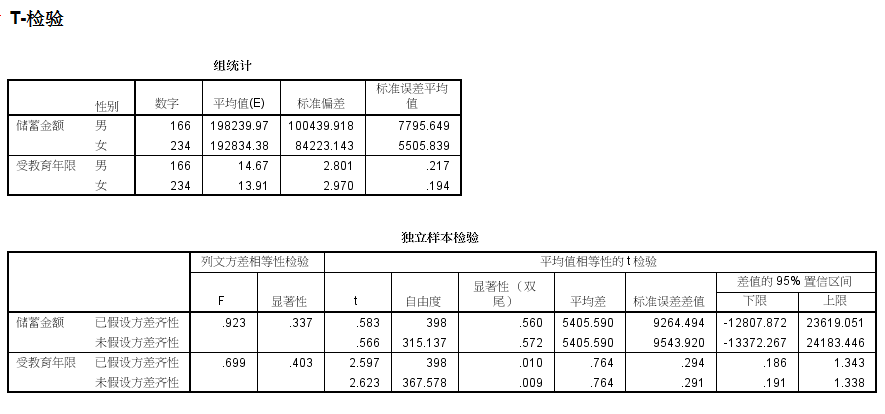 T-检验
组统计
性别 数字 平均值(E) 标准偏差 标准误差平均值
储蓄金额 男 166 198239.97 100439.918 7795.649
女 234 192834.38 84223.143 5505.839
受教育年限 男 166 14.67 2.801 .217
女 234 13.91 2.970 .194
独立样本检验
列文方差相等性检验 平均值相等性的 t 检验
差值的 95% 置信区间
F 显著性 t 自由度 显著性（双尾） 平均差 标准误差差值 下限 上限
储蓄金额 已假设方差齐性 .923 .337 .583 398 .560 5405.590 9264.494 -12807.872 23619.051
未假设方差齐性 .566 315.137 .572 5405.590 9543.920 -13372.267 24183.446
受教育年限 已假设方差齐性 .699 .403 2.597 398 .010 .764 .294 .186 1.343
未假设方差齐性 2.623 367.578 .009 .764 .291 .191 1.338